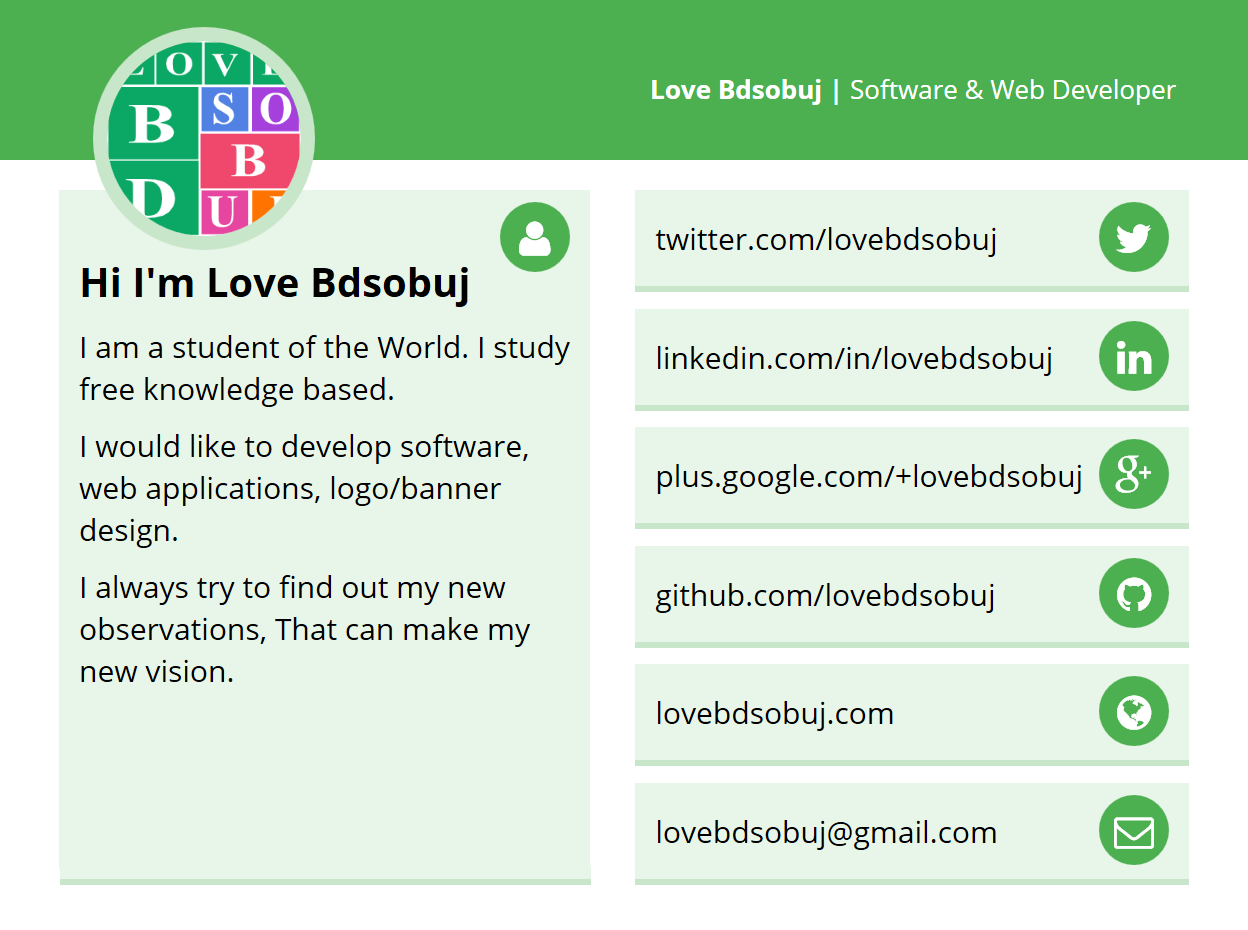 L O V E
B
S O
B
D
U
Love Bdsobuj | Software & Web Developer
Hi I'm Love Bdsobuj
I am a student of the World. I study
free knowledge based.
I would like to develop software,
web applications, logo/banner
design.
I always try to find out my new
observations, That can make my
new vision.
twitter.com/lovebdsobuj
linkedin.com/in/lovebdsobuj
in
plus.google.com/+lovebdsobuj
g+
github.com/lovebdsobuj
lovebdsobuj.com
lovebdsobuj@gmail.com